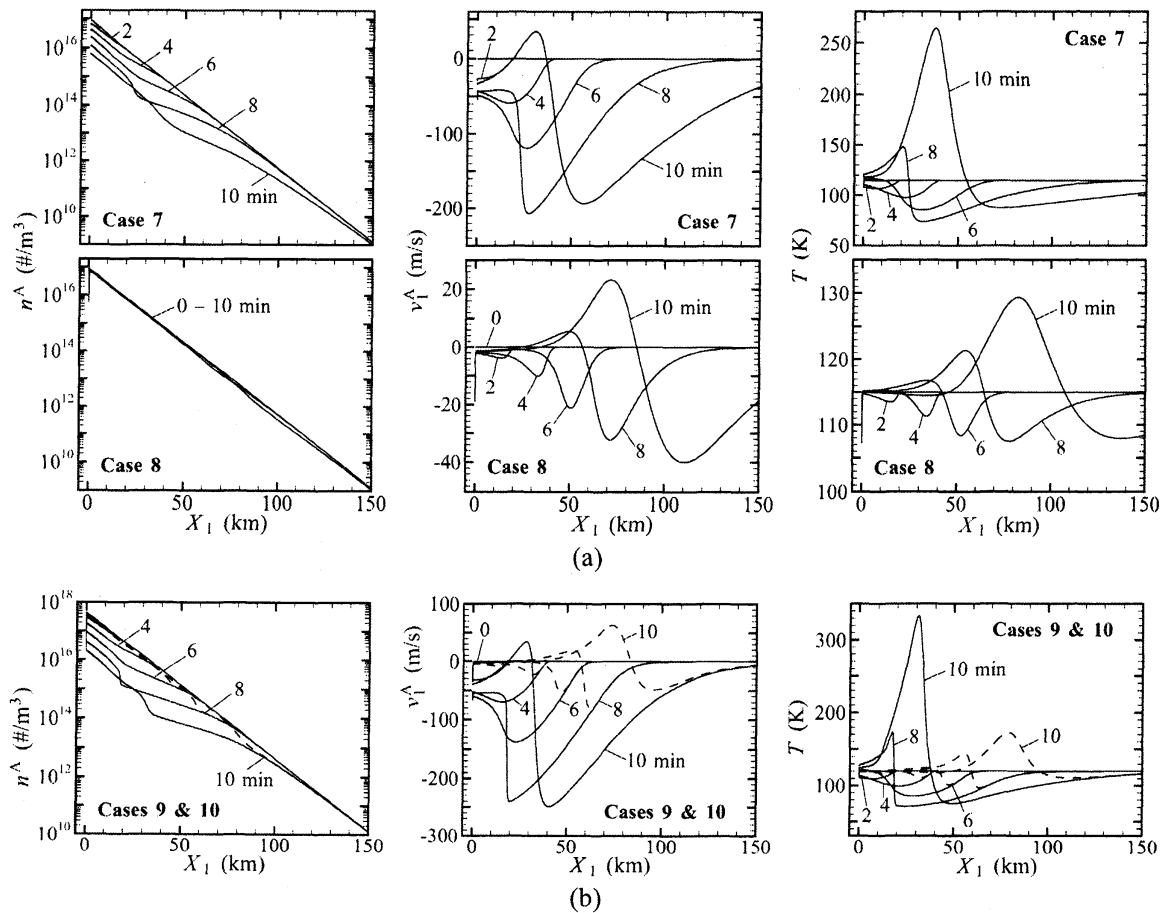 10^16
10^14
10^12
10^10
n^A (#/m^3)
2
4
6
8
10 min
Case 7
0
-100
-200
v_1^A (m/s)
2
4
6
8
10 min
Case 7
250
200
150
100
50
T (K)
Case 7
10 min
8
2
4
6
10^16
10^14
10^12
10^10
0 – 10 min
Case 8
0 50 100 150
X_1 (km)
20
0
-20
-40
0
2
4
6
8
10 min
Case 8
0 50 100 150
X_1 (km)
130
120
110
100
10 min
2
4
6
8
Case 8
0 50 100 150
X_1 (km)
(a)
10^18
10^16
10^14
10^12
10^10
n^A (#/m^3)
4
6
8
10 min
Cases 9 & 10
0 50 100 150
X_1 (km)
100
0
-100
-200
-300
v_1^A (m/s)
0
10
4
6
8
10 min
Cases 9 & 10
0 50 100 150
X_1 (km)
300
200
100
T (K)
Cases 9 & 10
10 min
8
10
2
4
6
0 50 100 150
X_1 (km)
(b)